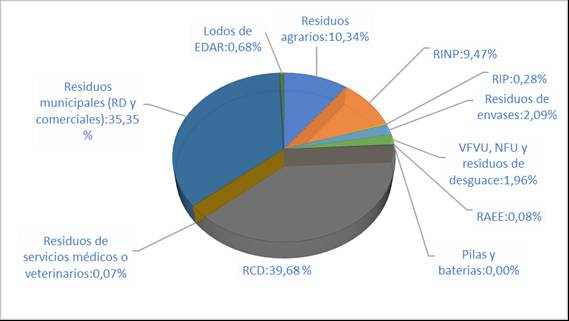 Lodos de
EDAR:0,68%
Residuos
agrarios:10,34%
RINP:9,47%
RIP:0,28%
Residuos de
envases:2,09%
VFVU, NFU y
residuos de
desguace:1,96%
RAEE:0,08%
Pilas y
baterias:0,00%
RCD:39,68%
Residuos de
servicios médicos o
veterinarios:0,07%
Residuos
municipales (RD y
comerciales):35,35
%